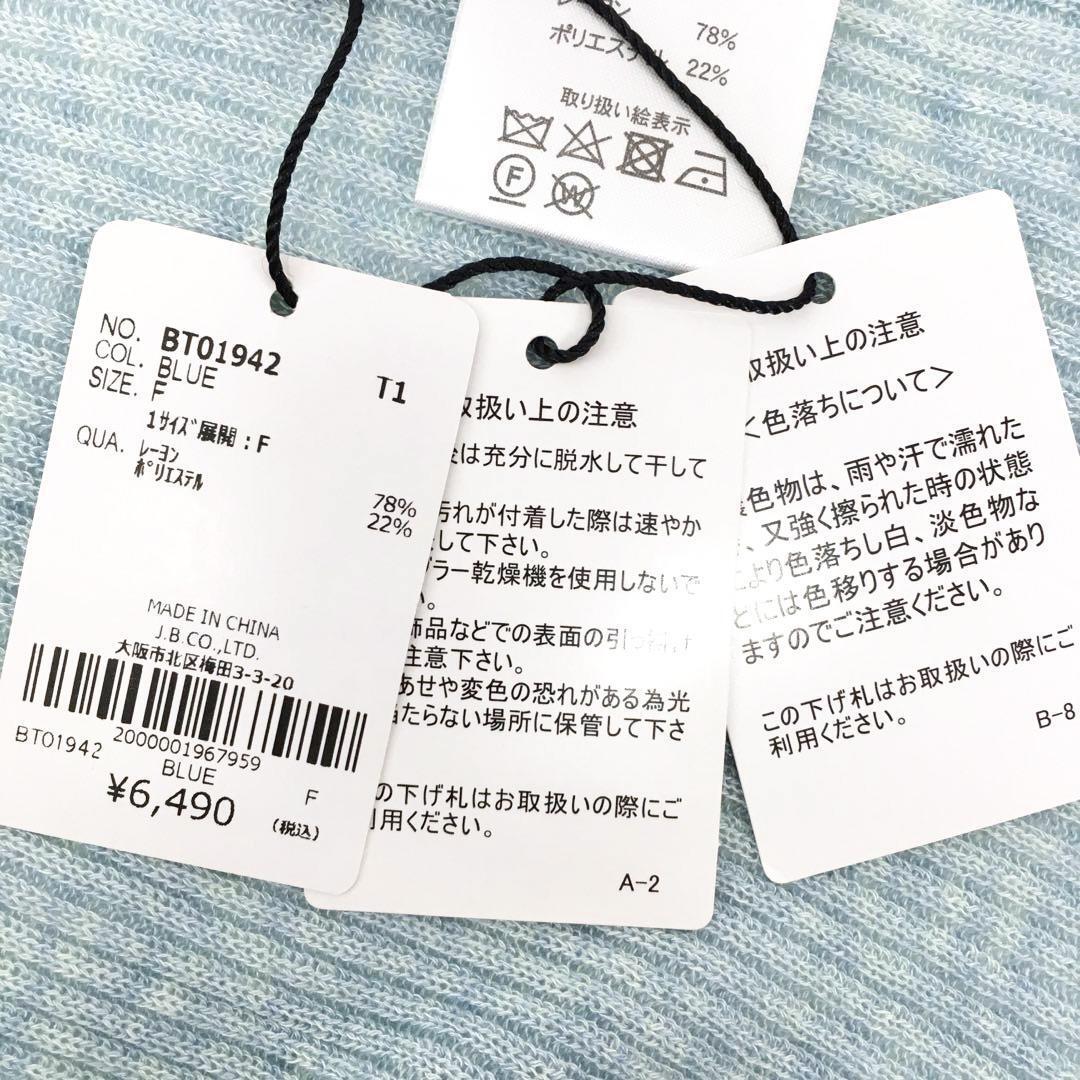 78%
ポリエステル 22%
取り扱い絵表示
F
W
NO. BT01942
COL. BLUE
SIZE. F
T1
1サイズ展開：F
QUA. レーヨン
ポリエステル
78%
22%
MADE IN CHINA
J.B.CO.,LTD.
大阪市北区梅田3-3-20
BT01942 2000001967959
BLUE F
¥6,490 (税込)
取扱い上の注意
は充分に脱水して干して
汚れが付着した際は速やか
して下さい。
ラー乾燥機を使用しないで
い。
飾品などでの表面の引っ掛け
注意下さい。
あせや変色の恐れがある為光
当たらない場所に保管して下さ
の下げ札はお取扱いの際にご
利用ください。
A-2
取扱い上の注意
＜色落ちについて＞
色物は、雨や汗で濡れた
、又強く擦られた時の状態
により色落ちし白、淡色物な
どには色移りする場合があり
ますのでご注意ください。
この下げ札はお取扱いの際にご
利用ください。
B-8